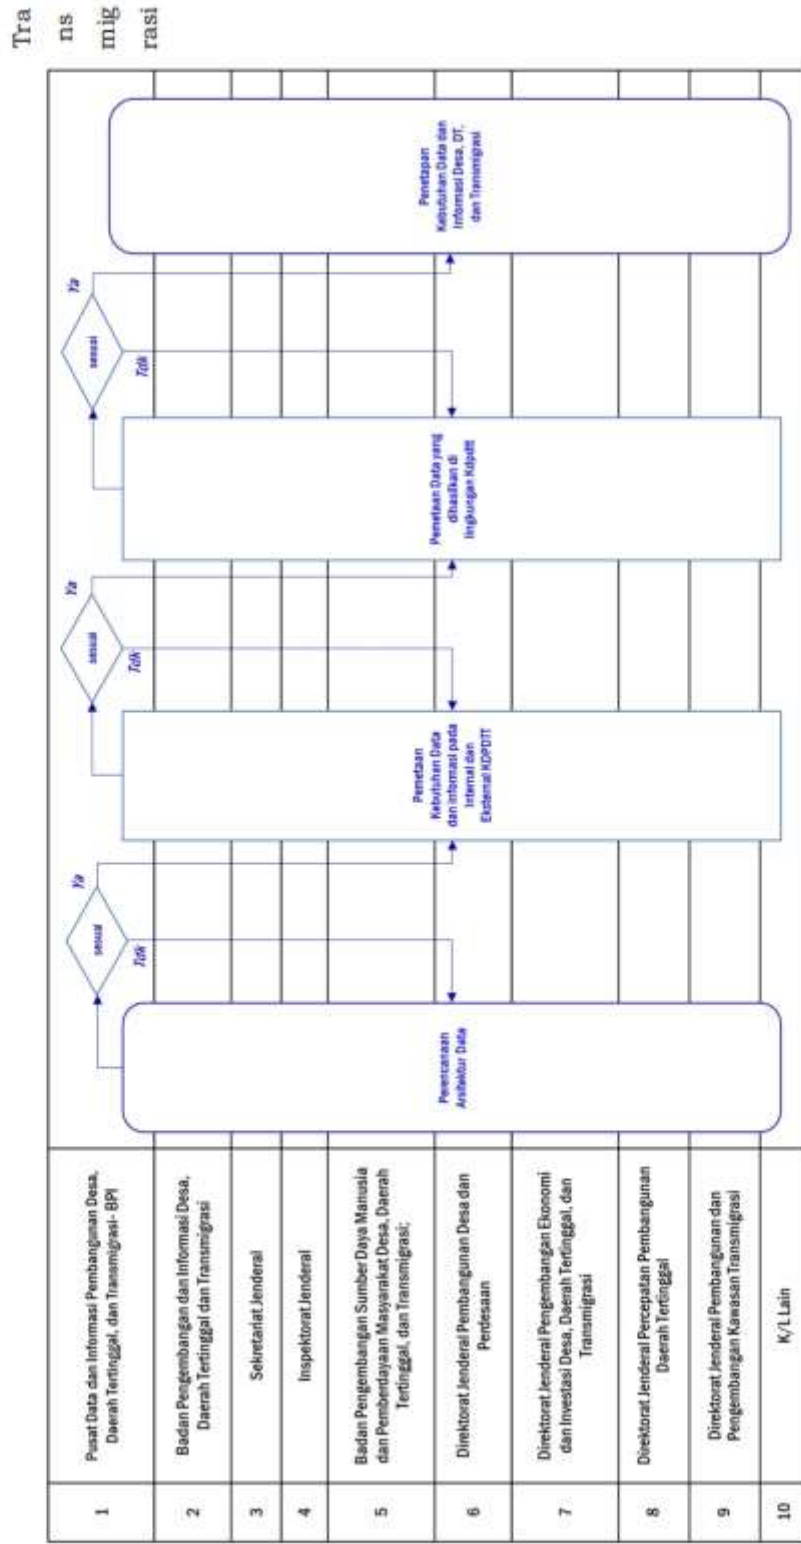 Tra
ns
mig
rasi
1
Pusat Data dan Informasi Pembangunan Desa,
Daerah Tertinggal, dan Transmigrasi- BPI
2
Badan Pengembangan dan Informasi Desa,
Daerah Tertinggal dan Transmigrasi
3
Sekretariat Jenderal
4
Inspektorat Jenderal
5
Badan Pengembangan Sumber Daya Manusia
dan Pemberdayaan Masyarakat Desa, Daerah
Tertinggal, dan Transmigrasi;
6
Direktorat Jenderal Pembangunan Desa dan
Perdesaan
7
Direktorat Jenderal Pengembangan Ekonomi
dan Investasi Desa, Daerah Tertinggal, dan
Transmigrasi
8
Direktorat Jenderal Percepatan Pembangunan
Daerah Tertinggal
9
Direktorat Jenderal Pembangunan dan
Pengembangan Kawasan Transmigrasi
10
K/L Lain
Perencanaan
Arsitektur Data
sesuai
Ya
Tdk
Pemetaan
Kebutuhan Data
dan informasi pada
Internal dan
Eksternal KDPDTT
sesuai
Ya
Tdk
Pemetaan Data yang
dihasilkan di
lingkungan Kdpdtt
sesuai
Ya
Tdk
Penetapan
Kebutuhan Data dan
Informasi Desa, DT,
dan Transmigrasi